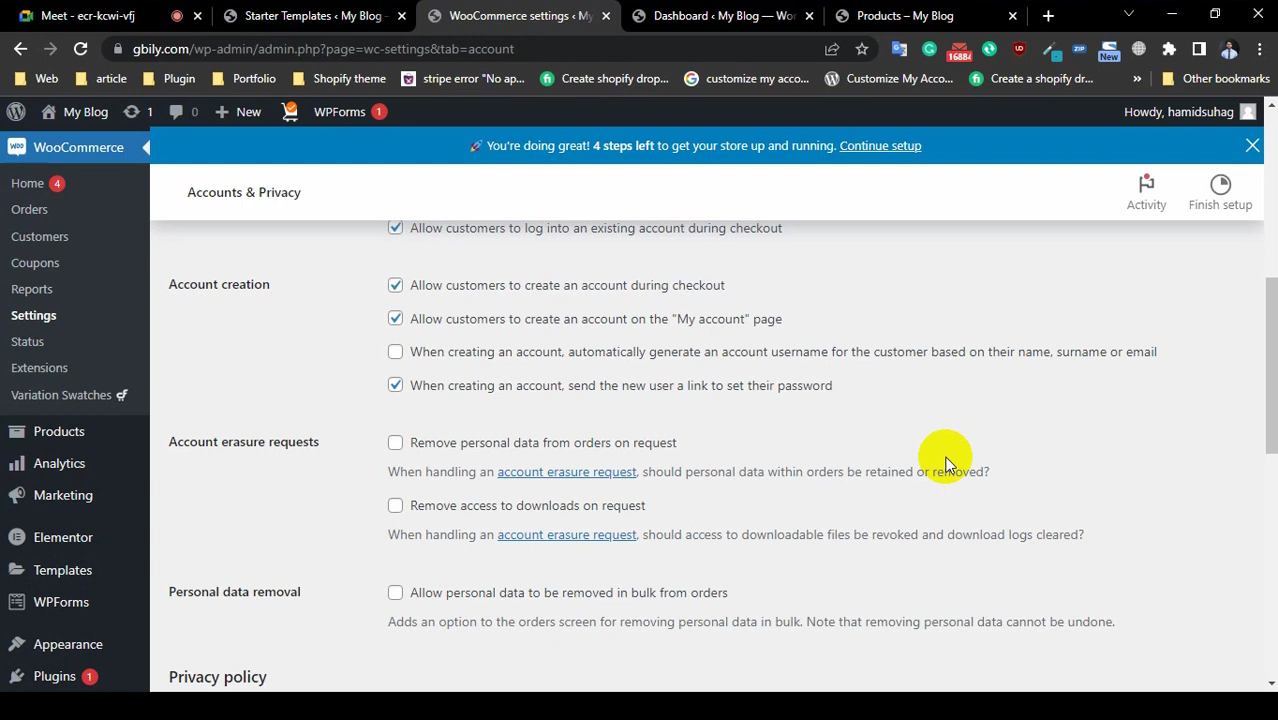 Meet - ecr-kcwi-vfj
Starter Templates ‹ My Blog -
WooCommerce settings ‹ My
Dashboard ‹ My Blog — Woo
Products – My Blog
gbily.com/wp-admin/admin.php?page=wc-settings&tab=account
16884
UD
ZIP
New
Web
article
Plugin
Portfolio
Shopify theme
stripe error "No ap...
Create shopify drop...
customize my acco...
Customize My Acco...
Create a shopify dr...
»
Other bookmarks
My Blog
1
0
New
WPForms
1
Howdy, hamidsuhag
WooCommerce
🚀 You're doing great! 4 steps left to get your store up and running. Continue setup
Home 4
Orders
Customers
Coupons
Reports
Settings
Status
Extensions
Variation Swatches
Products
Analytics
Marketing
Elementor
Templates
WPForms
Appearance
Plugins 1
Accounts & Privacy
Activity
Finish setup
Allow customers to log into an existing account during checkout
Account creation
Allow customers to create an account during checkout
Allow customers to create an account on the "My account" page
When creating an account, automatically generate an account username for the customer based on their name, surname or email
When creating an account, send the new user a link to set their password
Account erasure requests
Remove personal data from orders on request
When handling an account erasure request, should personal data within orders be retained or removed?
Remove access to downloads on request
When handling an account erasure request, should access to downloadable files be revoked and download logs cleared?
Personal data removal
Allow personal data to be removed in bulk from orders
Adds an option to the orders screen for removing personal data in bulk. Note that removing personal data cannot be undone.
Privacy policy